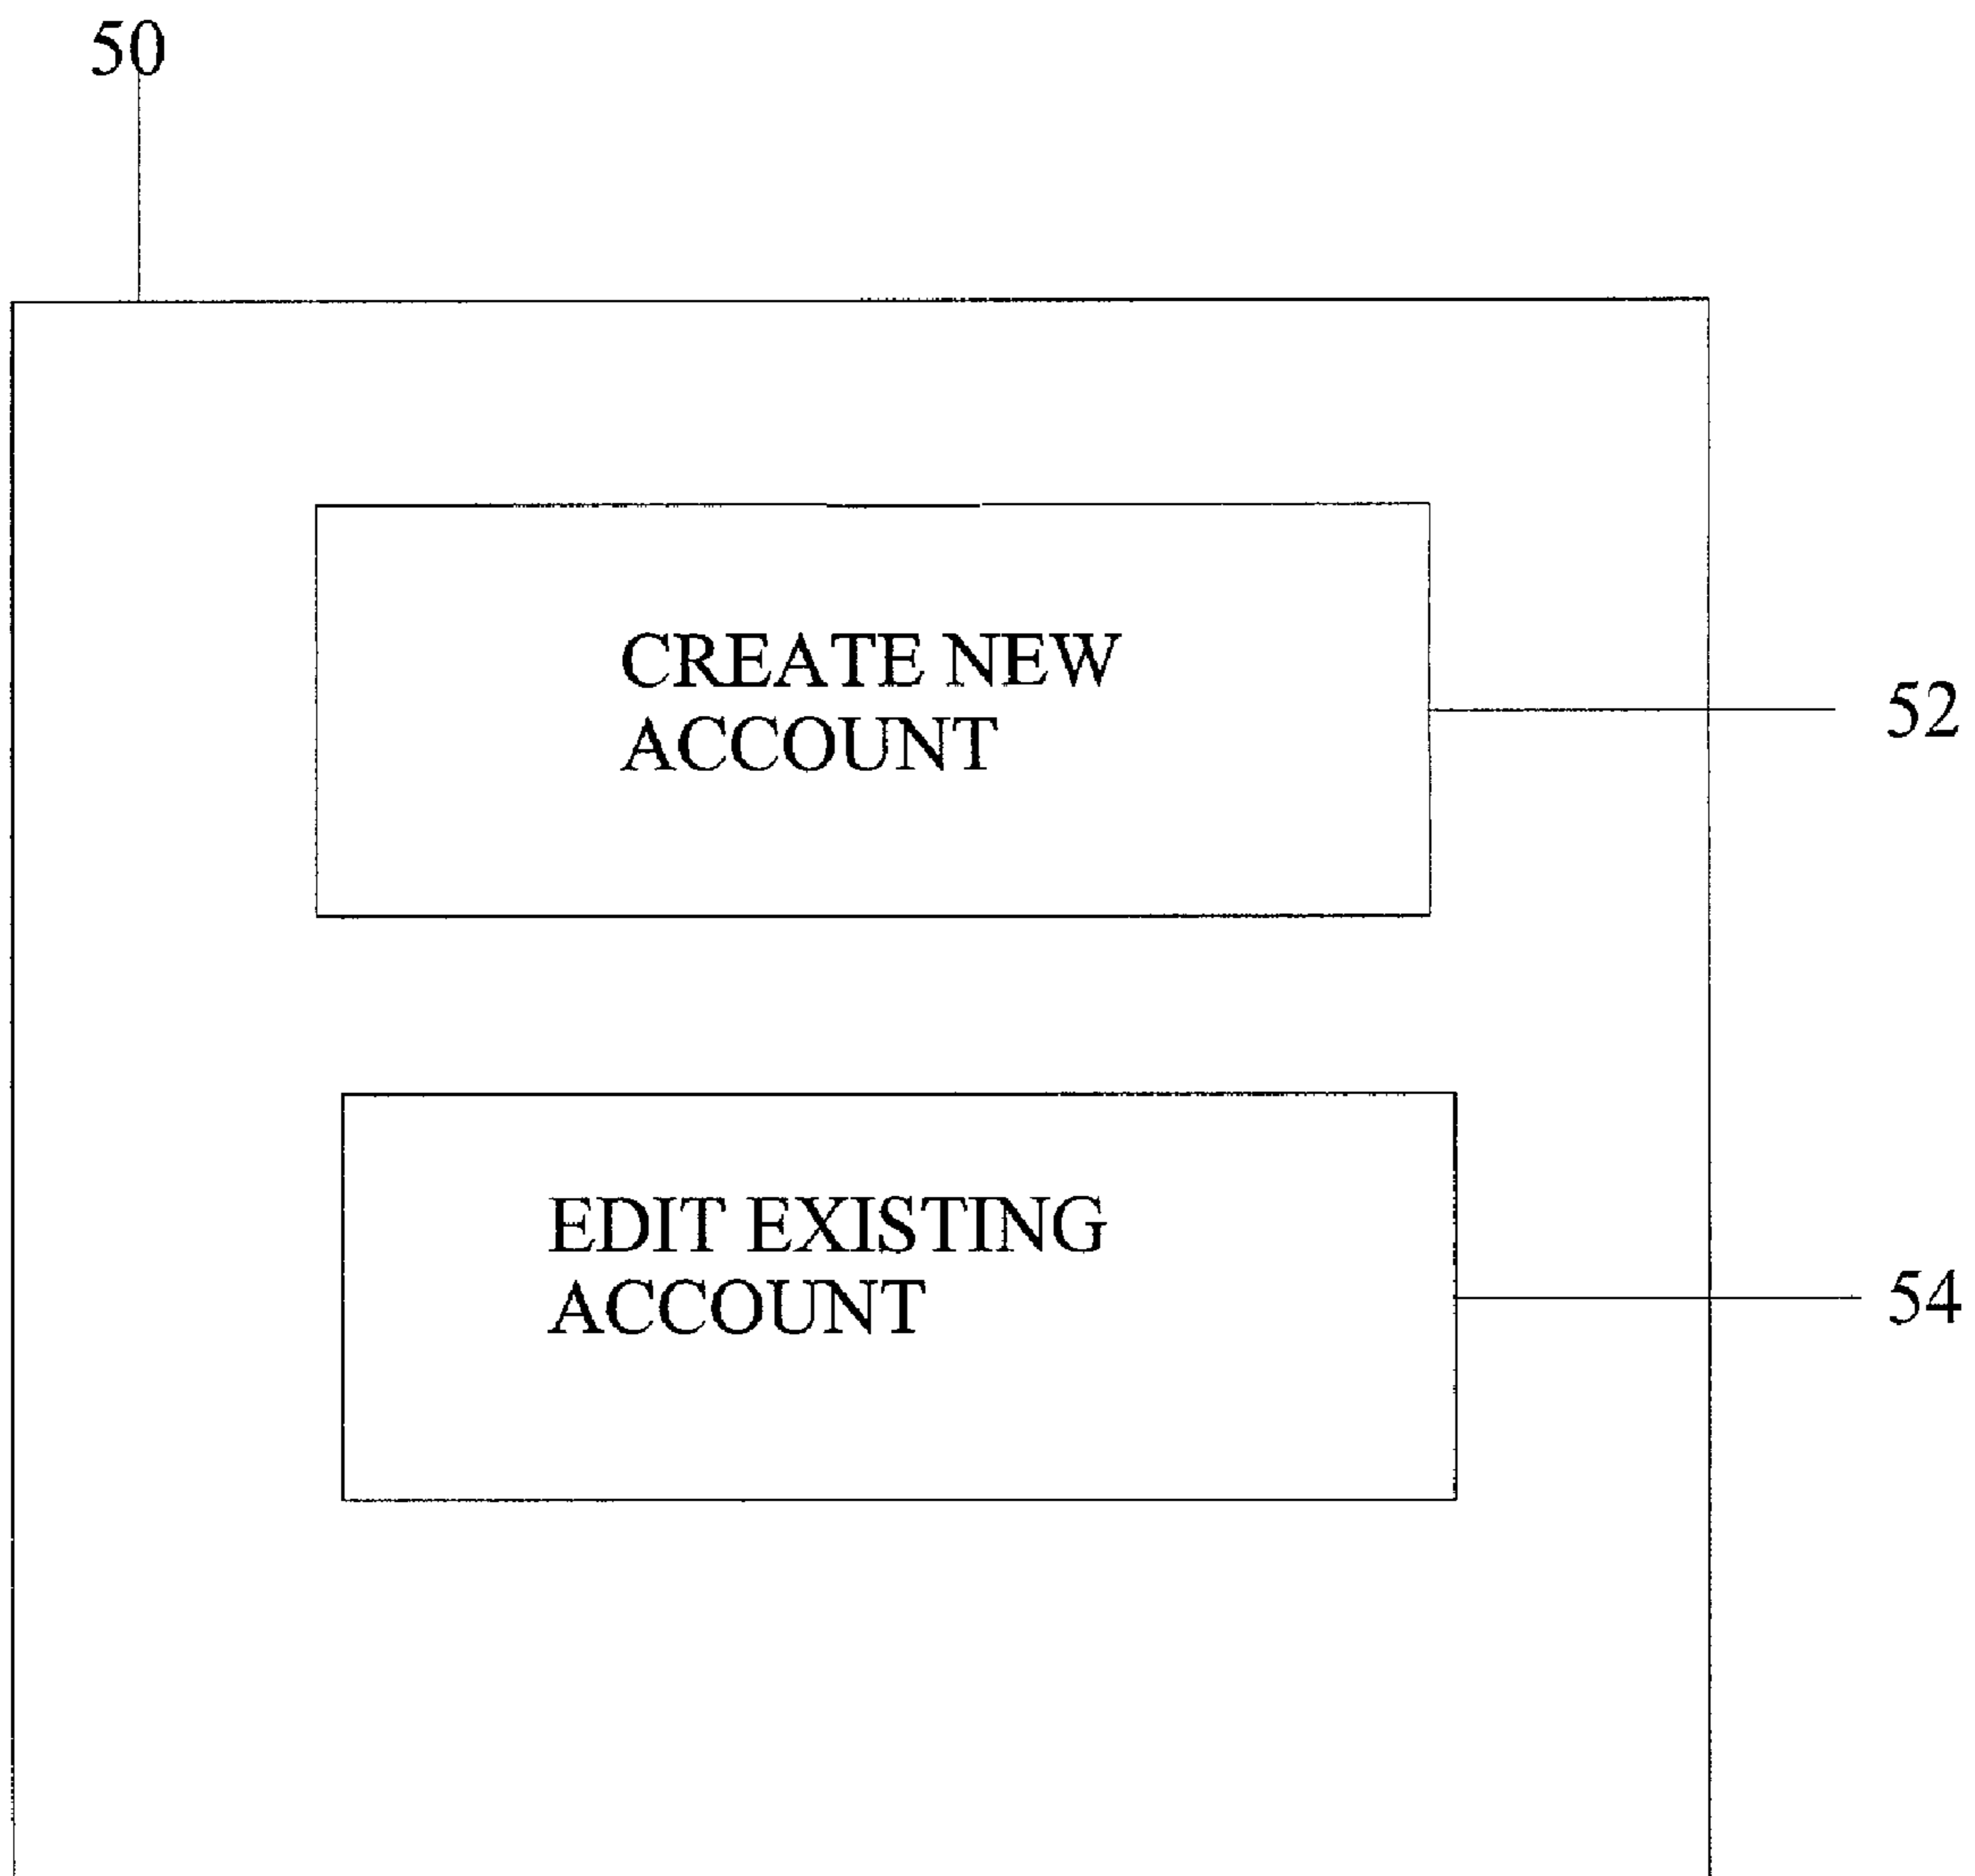 50
CREATE NEW
ACCOUNT
52
EDIT EXISTING
ACCOUNT
54